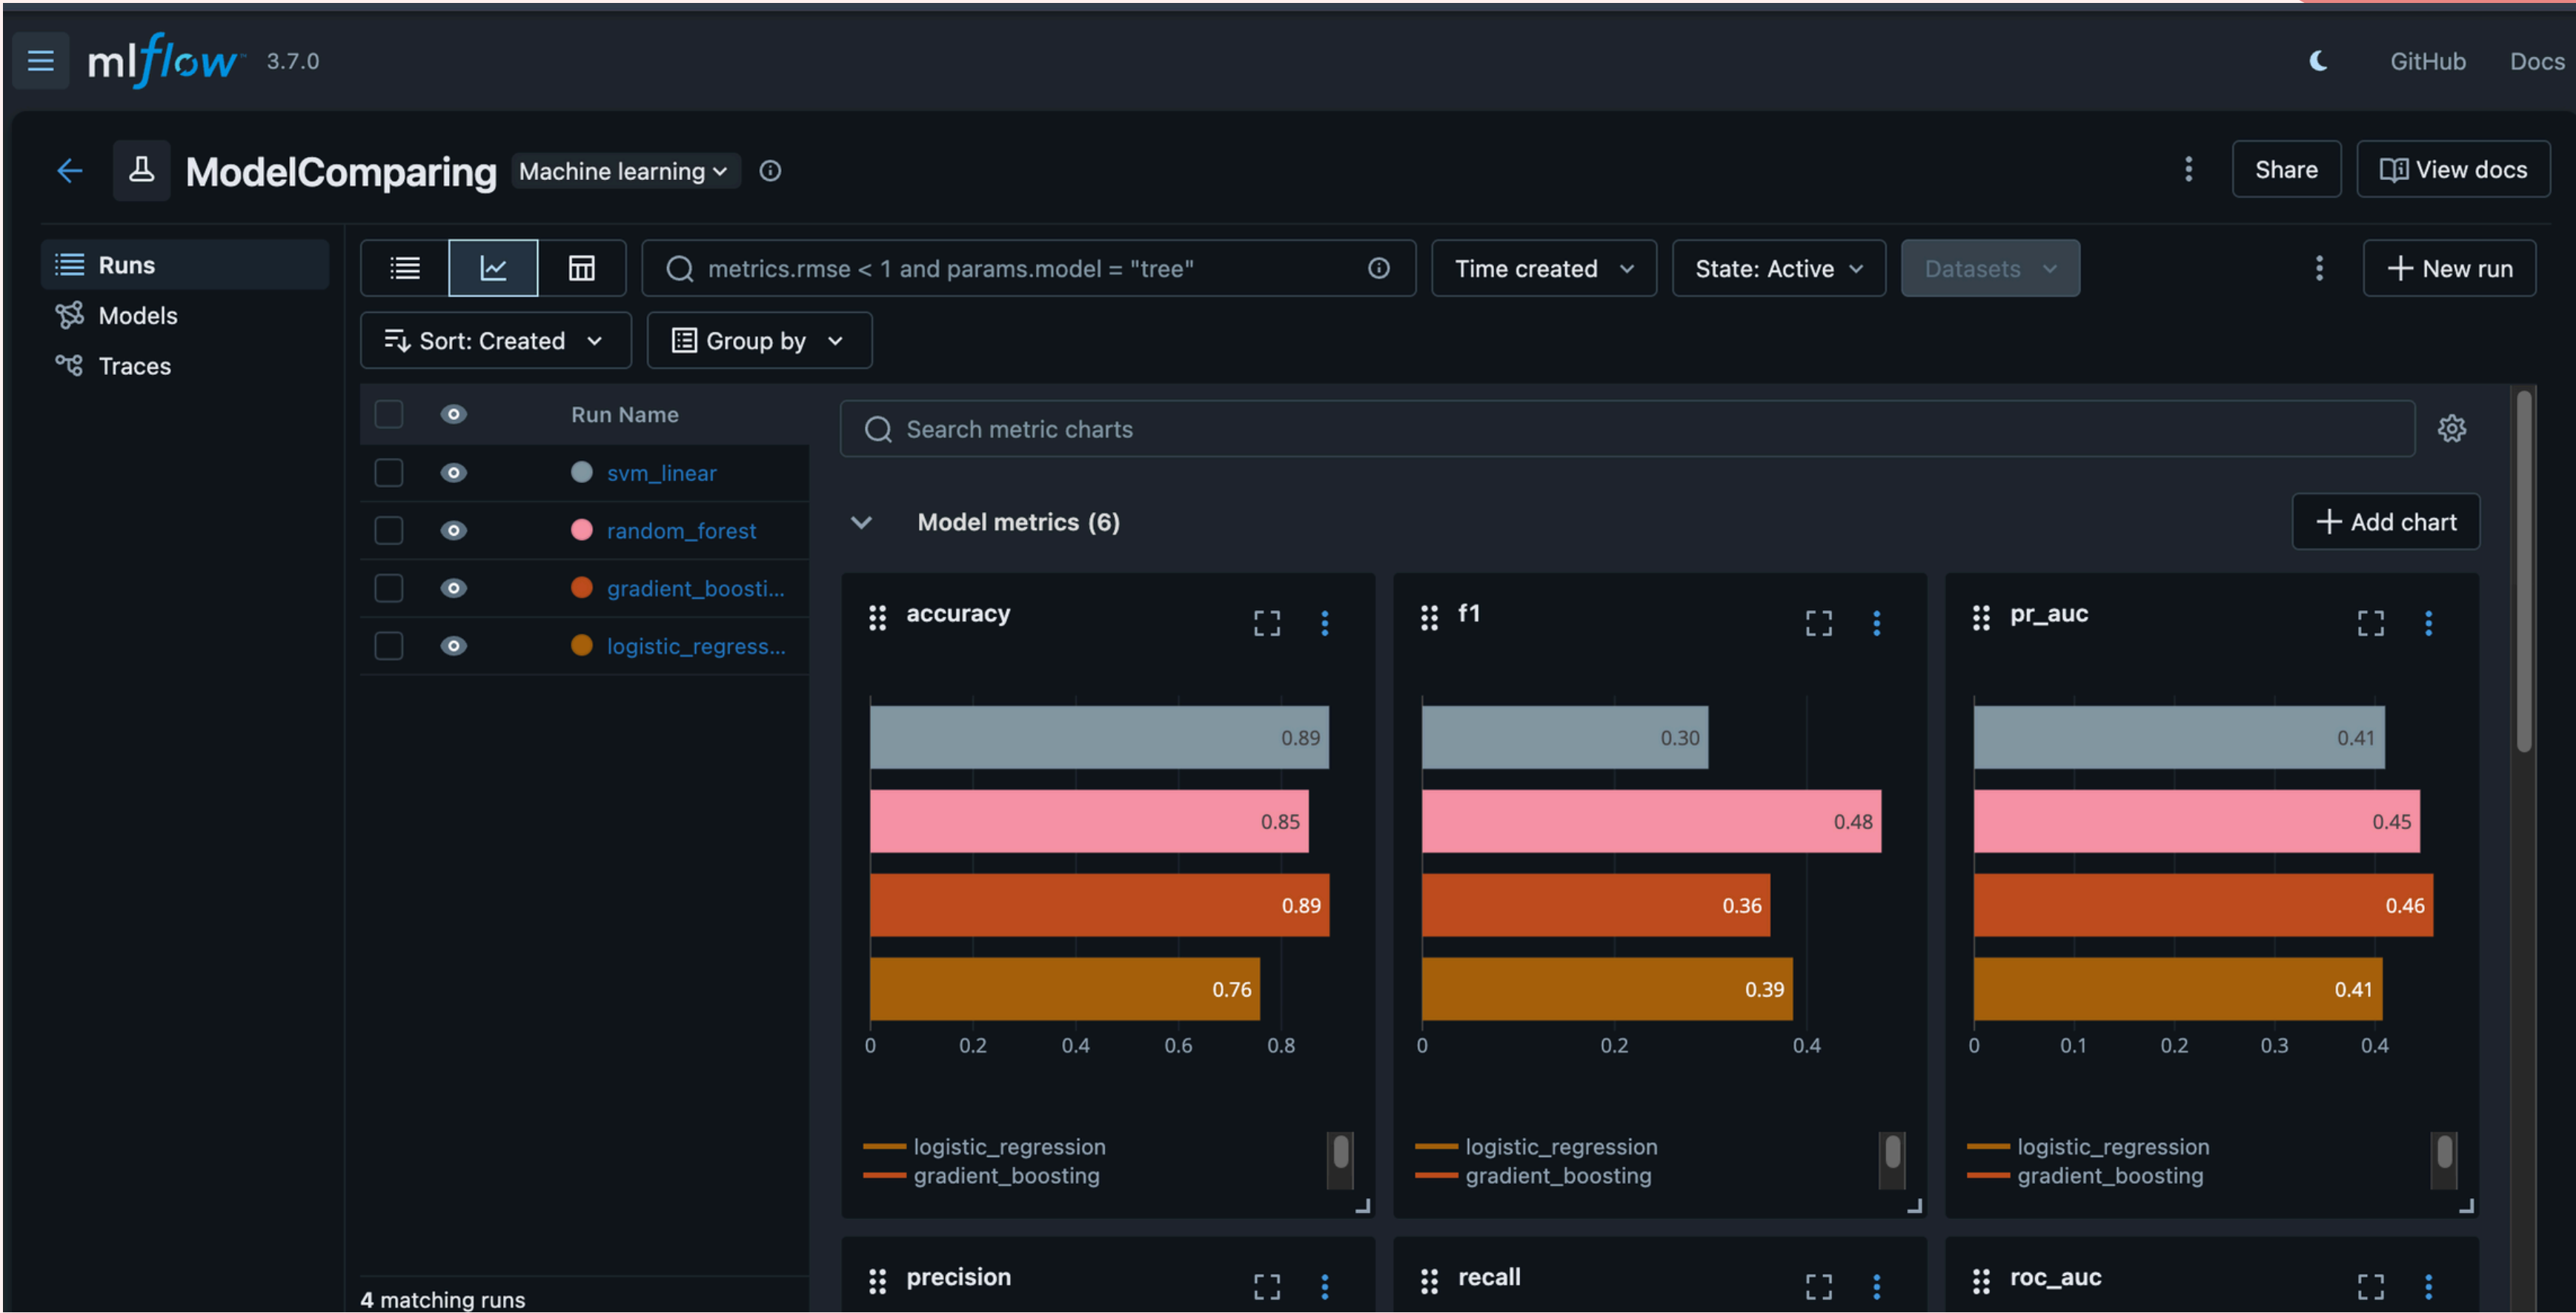 mlflow 3.7.0
GitHub Docs
ModelComparing Machine learning
Share View docs
Runs
Models
Traces
metrics.rmse < 1 and params.model = "tree"
Time created
State: Active
Datasets
New run
Sort: Created
Group by
Run Name
svm_linear
random_forest
gradient_boosti...
logistic_regress...
4 matching runs
Search metric charts
Model metrics (6)
Add chart
accuracy
0.89
0.85
0.89
0.76
0 0.2 0.4 0.6 0.8
logistic_regression
gradient_boosting
f1
0.30
0.48
0.36
0.39
0 0.2 0.4
logistic_regression
gradient_boosting
pr_auc
0.41
0.45
0.46
0.41
0 0.1 0.2 0.3 0.4
logistic_regression
gradient_boosting
precision
recall
roc_auc